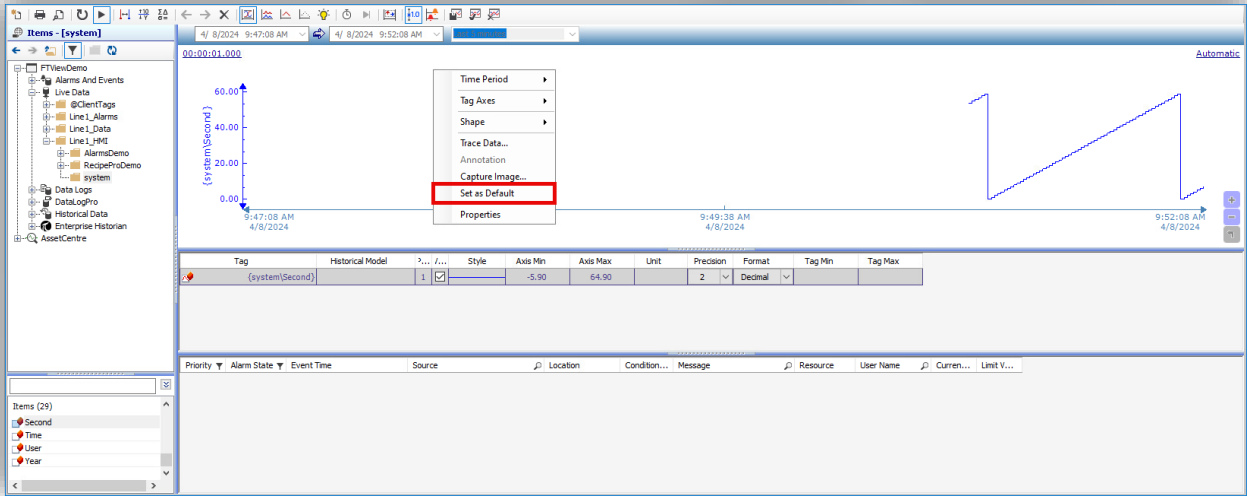 Items - [system]
4/ 8/2024 9:47:08 AM
4/ 8/2024 9:52:08 AM
FTViewDemo
Alarms And Events
Live Data
@ClientTags
Line1_Alarms
Line1_Data
Line1_HMI
AlarmsDemo
RecipeProDemo
system
Data Logs
DataLogPro
Historical Data
Enterprise Historian
AssetCentre
Items (29)
Second
Time
User
Year
00:00:01.000
Automatic
{system\Second}
60.00
40.00
20.00
0.00
9:47:08 AM
4/8/2024
9:49:38 AM
4/8/2024
9:52:08 AM
4/8/2024
Time Period
Tag Axes
Shape
Trace Data...
Annotation
Capture Image...
Set as Default
Properties
Tag Historical Model Style Axis Min Axis Max Unit Precision Format Tag Min Tag Max
{system\Second} 1 -5.90 64.90 2 Decimal
Priority Alarm State Event Time Source Location Condition... Message Resource User Name Curren... Limit V...